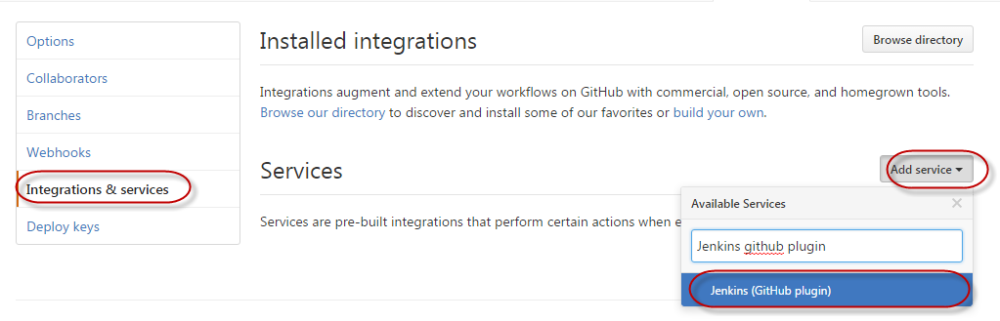 Options
Collaborators
Branches
Webhooks
Integrations & services
Deploy keys
Installed integrations
Browse directory
Integrations augment and extend your workflows on GitHub with commercial, open source, and homegrown tools.
Browse our directory to discover and install some of our favorites or build your own.
Services
Add service
Services are pre-built integrations that perform certain actions when e
Available Services
×
Jenkins github plugin
Jenkins (GitHub plugin)